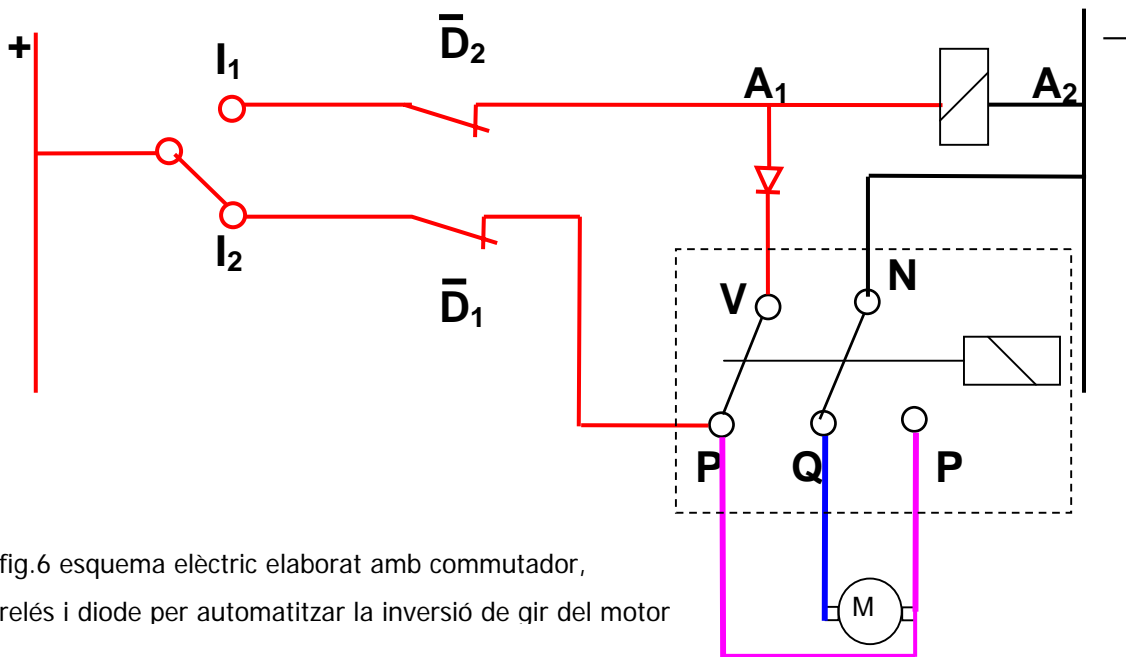 +
—
I₁
D̅₂
A₁
A₂
I₂
D̅₁
V
N
P
Q
P
M
fig.6 esquema elèctric elaborat amb commutador,
relés i diode per automatitzar la inversió de gir del motor